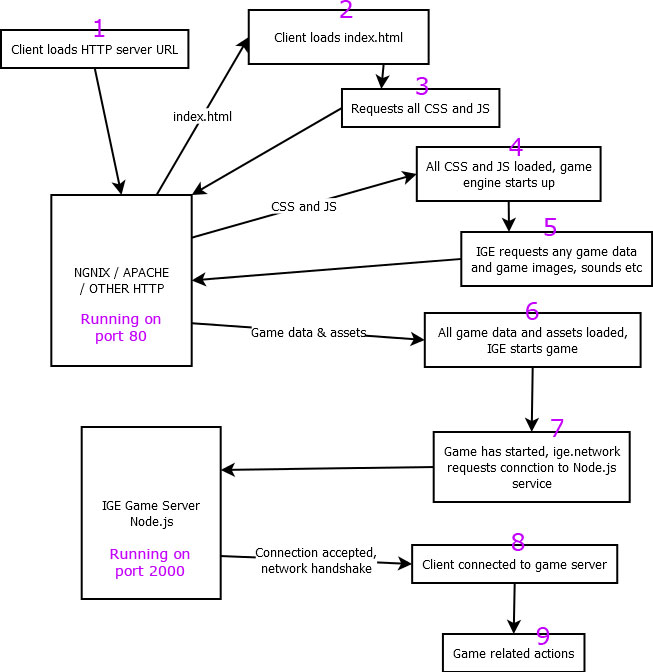 1
Client loads HTTP server URL
2
Client loads index.html
3
Requests all CSS and JS
index.html
4
All CSS and JS loaded, game
engine starts up
CSS and JS
5
IGE requests any game data
and game images, sounds etc
NGNIX / APACHE
/ OTHER HTTP
Running on
port 80
6
All game data and assets loaded,
IGE starts game
Game data & assets
7
Game has started, ige.network
requests connction to Node.js
service
IGE Game Server
Node.js
Running on
port 2000
Connection accepted,
network handshake
8
Client connected to game server
9
Game related actions